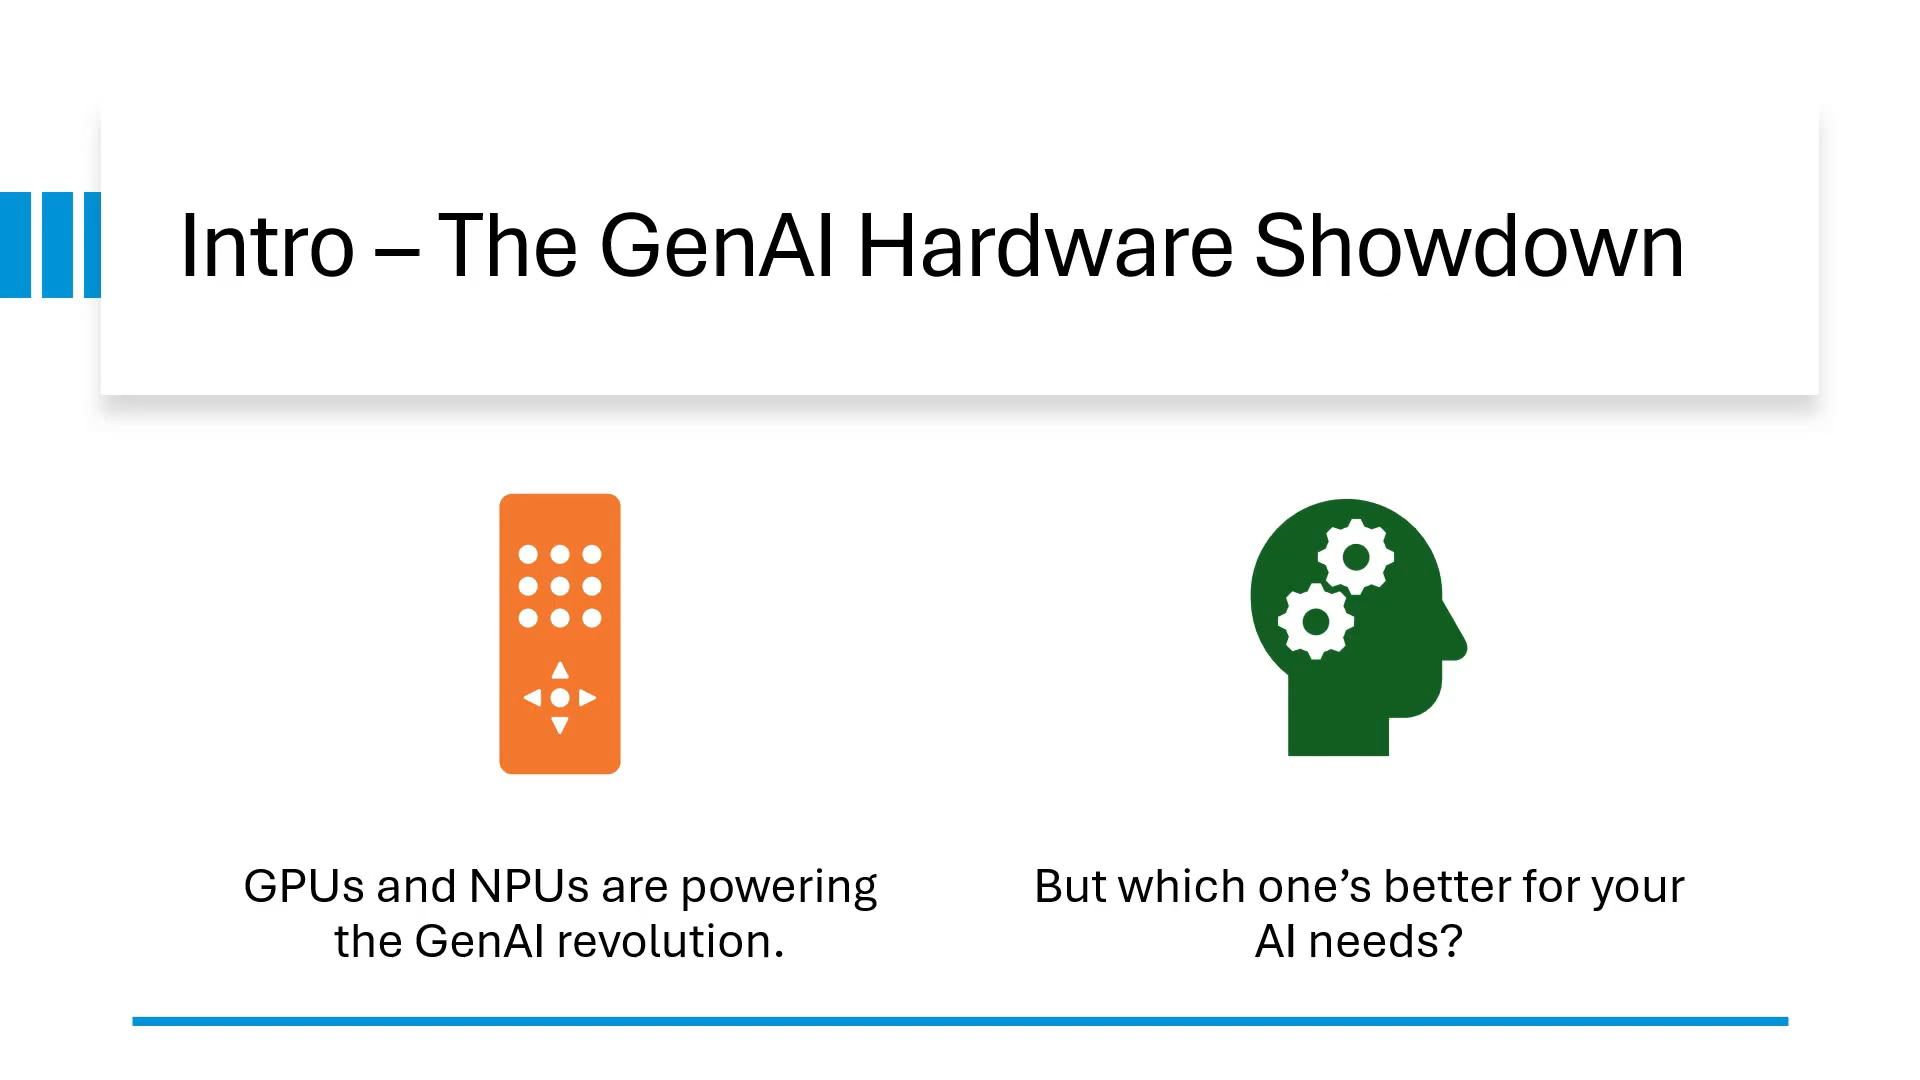 Intro – The GenAI Hardware Showdown
GPUs and NPUs are powering
the GenAI revolution.
But which one’s better for your
AI needs?